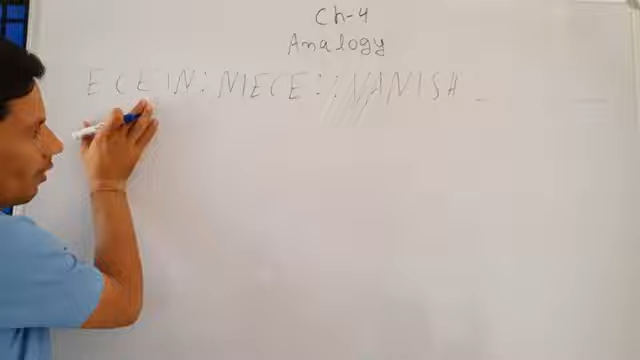 Ch-4
Analogy
ECEIN : NIECE : : VANISH :